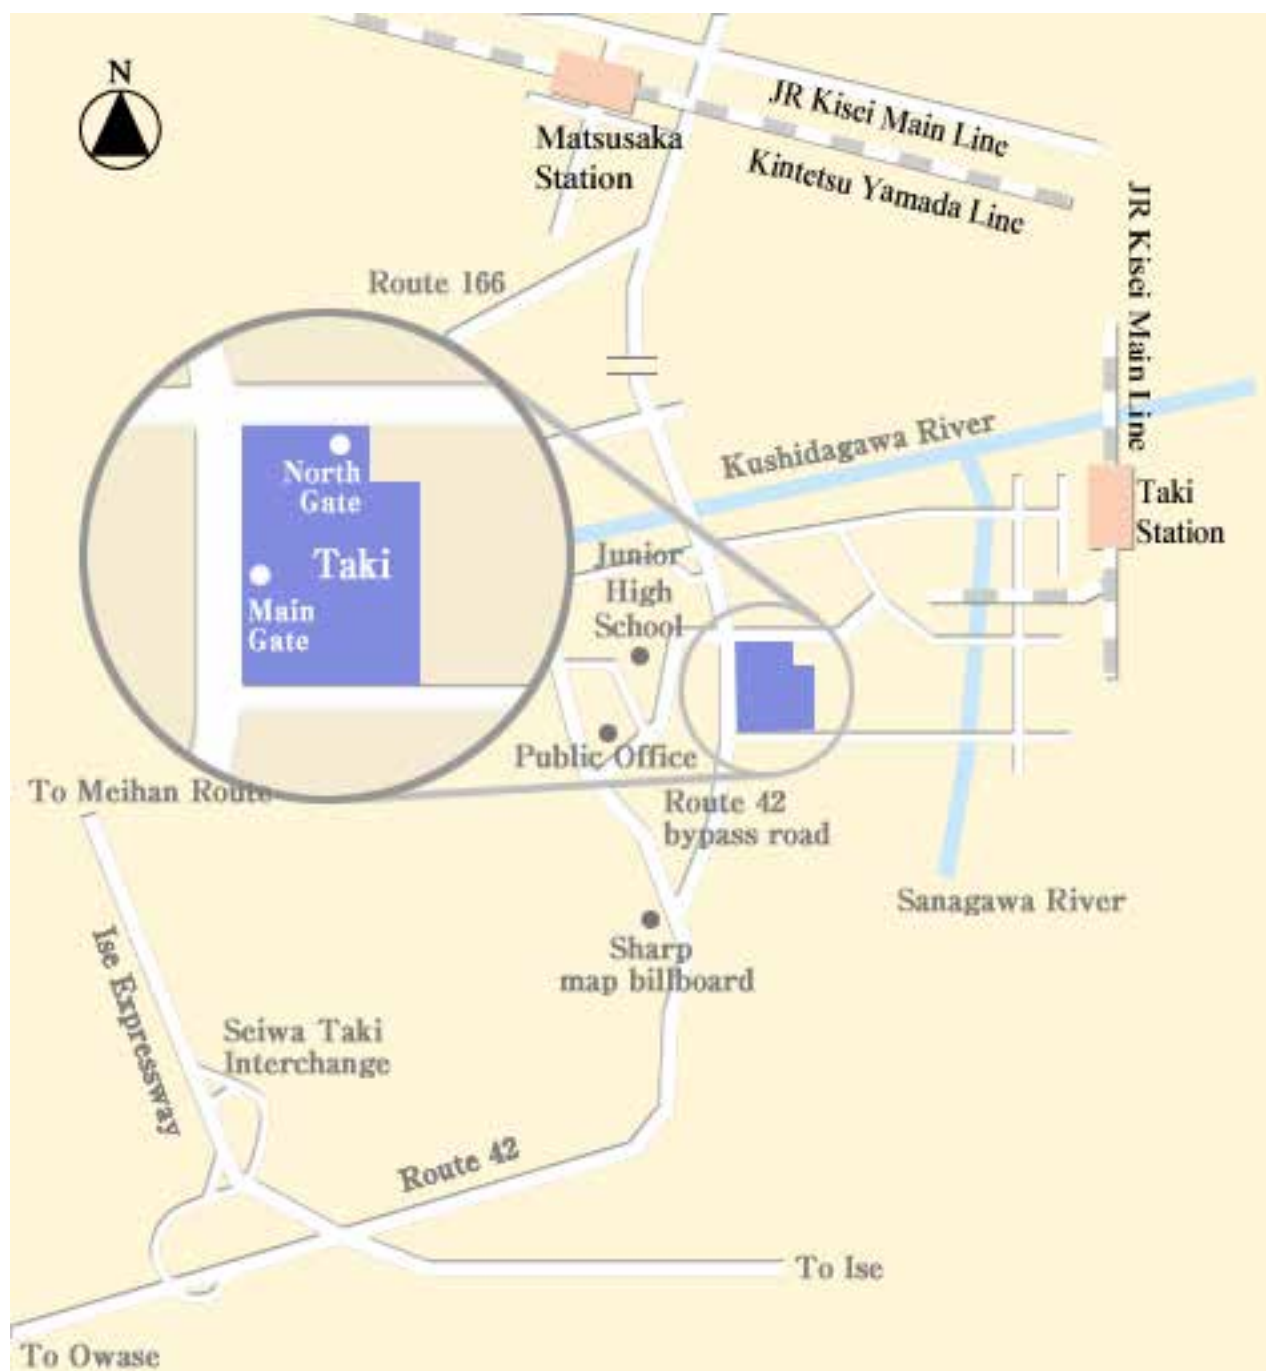 N
JR Kisei Main Line
Matsusaka
Station
Kintetsu Yamada Line
JR Kisei Main Line
Route 166
Kushidagawa River
North
Gate
Taki
Station
Taki
Junior
High
School
Main
Gate
Public Office
To Meihan Route
Route 42
bypass road
Sanagawa River
Sharp
map billboard
Ise Expressway
Seiwa Taki
Interchange
Route 42
To Ise
To Owase